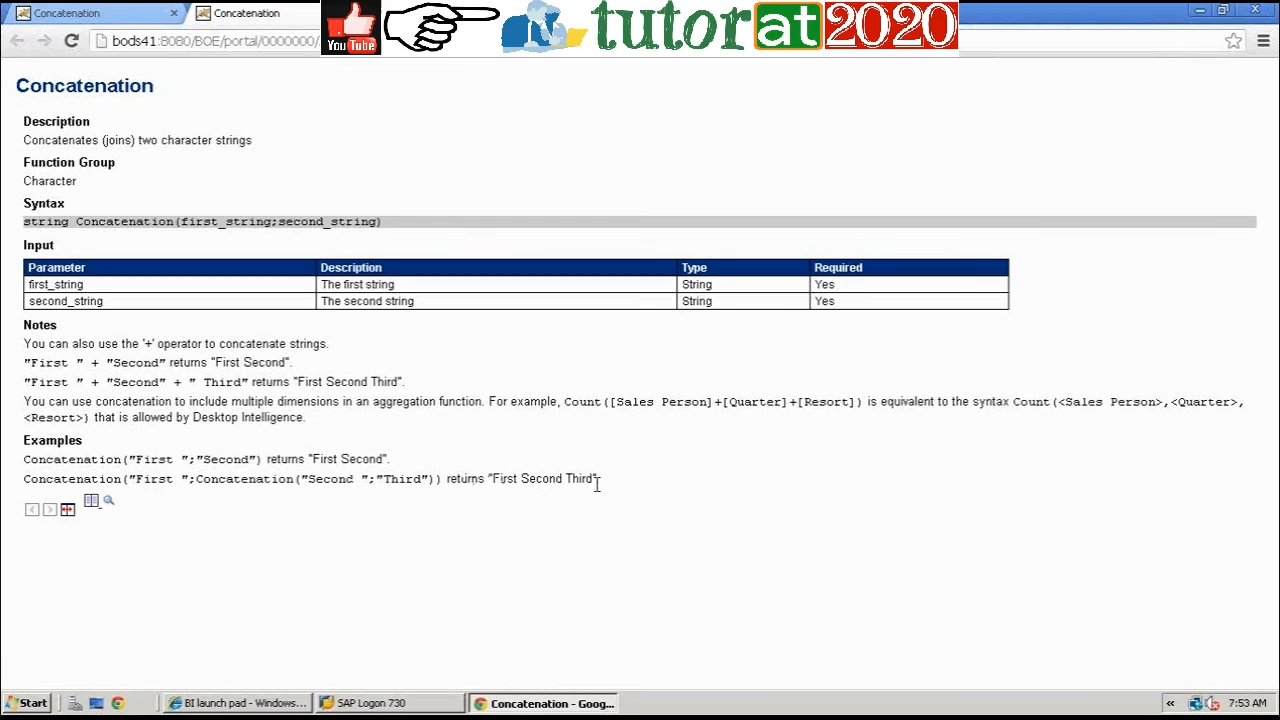 Concatenation
Concatenation
You Tube
tutor at 2020
bods41:8080/BOE/portal/0000000/
Concatenation
Description
Concatenates (joins) two character strings
Function Group
Character
Syntax
string Concatenation(first_string;second_string)
Input
Parameter Description Type Required
first_string The first string String Yes
second_string The second string String Yes
Notes
You can also use the '+' operator to concatenate strings.
"First " + "Second" returns "First Second".
"First " + "Second" + " Third" returns "First Second Third".
You can use concatenation to include multiple dimensions in an aggregation function. For example, Count([Sales Person]+[Quarter]+[Resort]) is equivalent to the syntax Count(<Sales Person>,<Quarter>,
<Resort>) that is allowed by Desktop Intelligence.
Examples
Concatenation("First ";"Second") returns "First Second".
Concatenation("First ";Concatenation("Second ";"Third")) returns "First Second Third".
Start BI launch pad - Windows... SAP Logon 730 Concatenation - Goog... « 7:53 AM